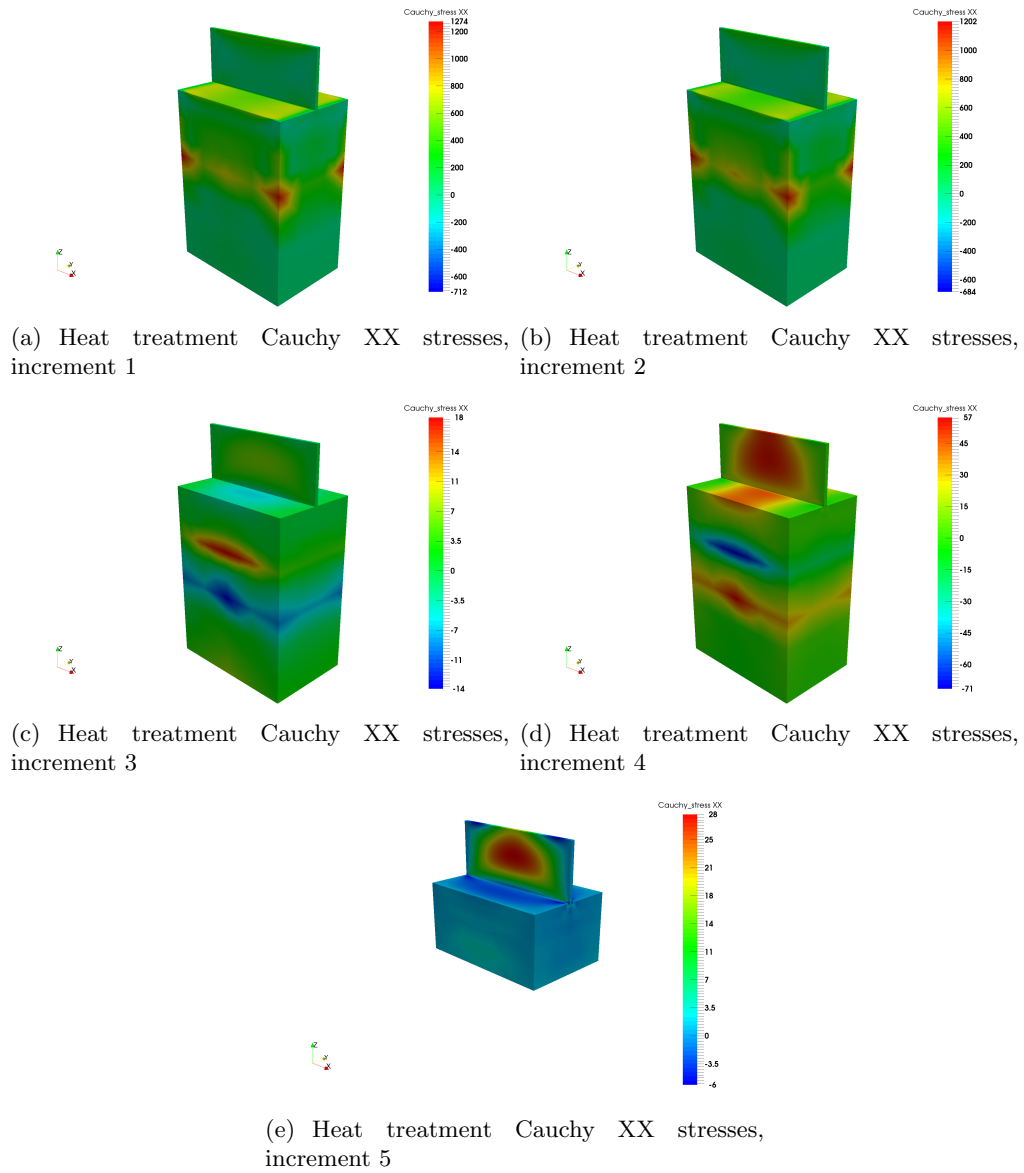 Cauchy_stress XX
1274
1200
1000
800
600
400
200
0
-200
-400
-600
-712
Z
Y
X
(a) Heat treatment Cauchy XX stresses,
increment 1
Cauchy_stress XX
1202
1000
800
600
400
200
0
-200
-400
-600
-684
Z
Y
X
(b) Heat treatment Cauchy XX stresses,
increment 2
Cauchy_stress XX
18
14
11
7
3.5
0
-3.5
-7
-11
-14
Z
Y
X
(c) Heat treatment Cauchy XX stresses,
increment 3
Cauchy_stress XX
57
45
30
15
0
-15
-30
-45
-60
-71
Z
Y
X
(d) Heat treatment Cauchy XX stresses,
increment 4
Cauchy_stress XX
28
25
21
18
14
11
7
3.5
0
-3.5
-6
Z
Y
X
(e) Heat treatment Cauchy XX stresses,
increment 5